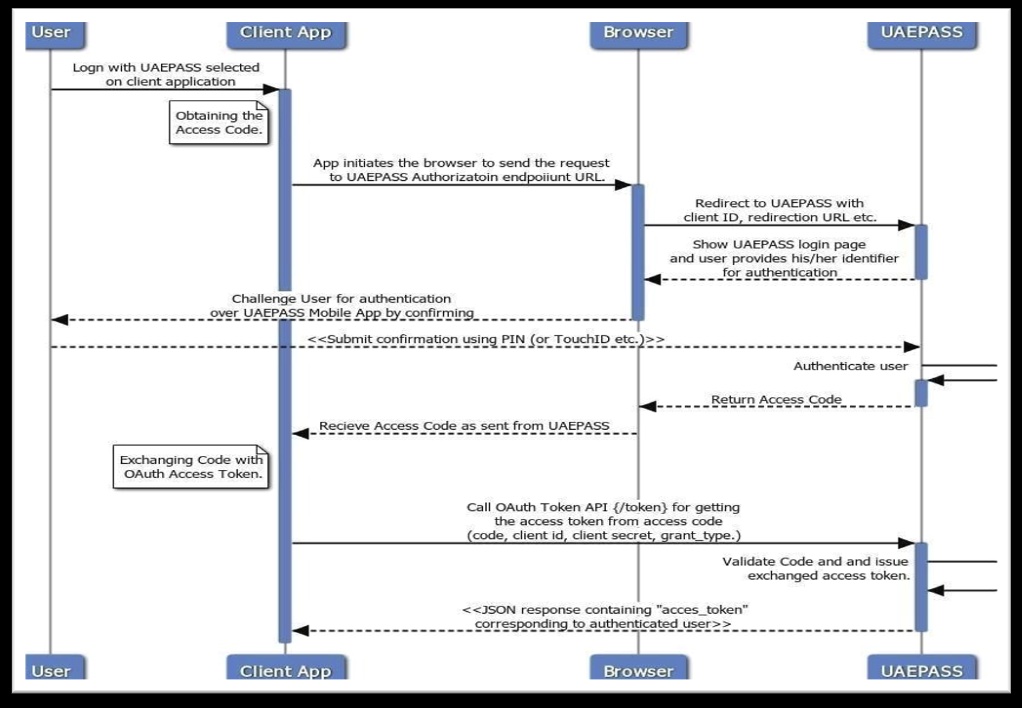 User
Client App
Browser
UAEPASS
Logn with UAEPASS selected
on client application
Obtaining the
Access Code.
App initiates the browser to send the request
to UAEPASS Authorizatoin endpoiiunt URL.
Redirect to UAEPASS with
client ID, redirection URL etc.
Show UAEPASS login page
and user provides his/her identifier
for authentication
Challenge User for authentication
over UAEPASS Mobile App by confirming
<<Submit confirmation using PIN (or TouchID etc.)>>
Authenticate user
Return Access Code
Recieve Access Code as sent from UAEPASS
Exchanging Code with
OAuth Access Token.
Call OAuth Token API {/token} for getting
the access token from access code
(code, client id, client secret, grant_type.)
Validate Code and and issue
exchanged access token.
<<JSON response containing "acces_token"
corresponding to authenticated user>>
User
Client App
Browser
UAEPASS